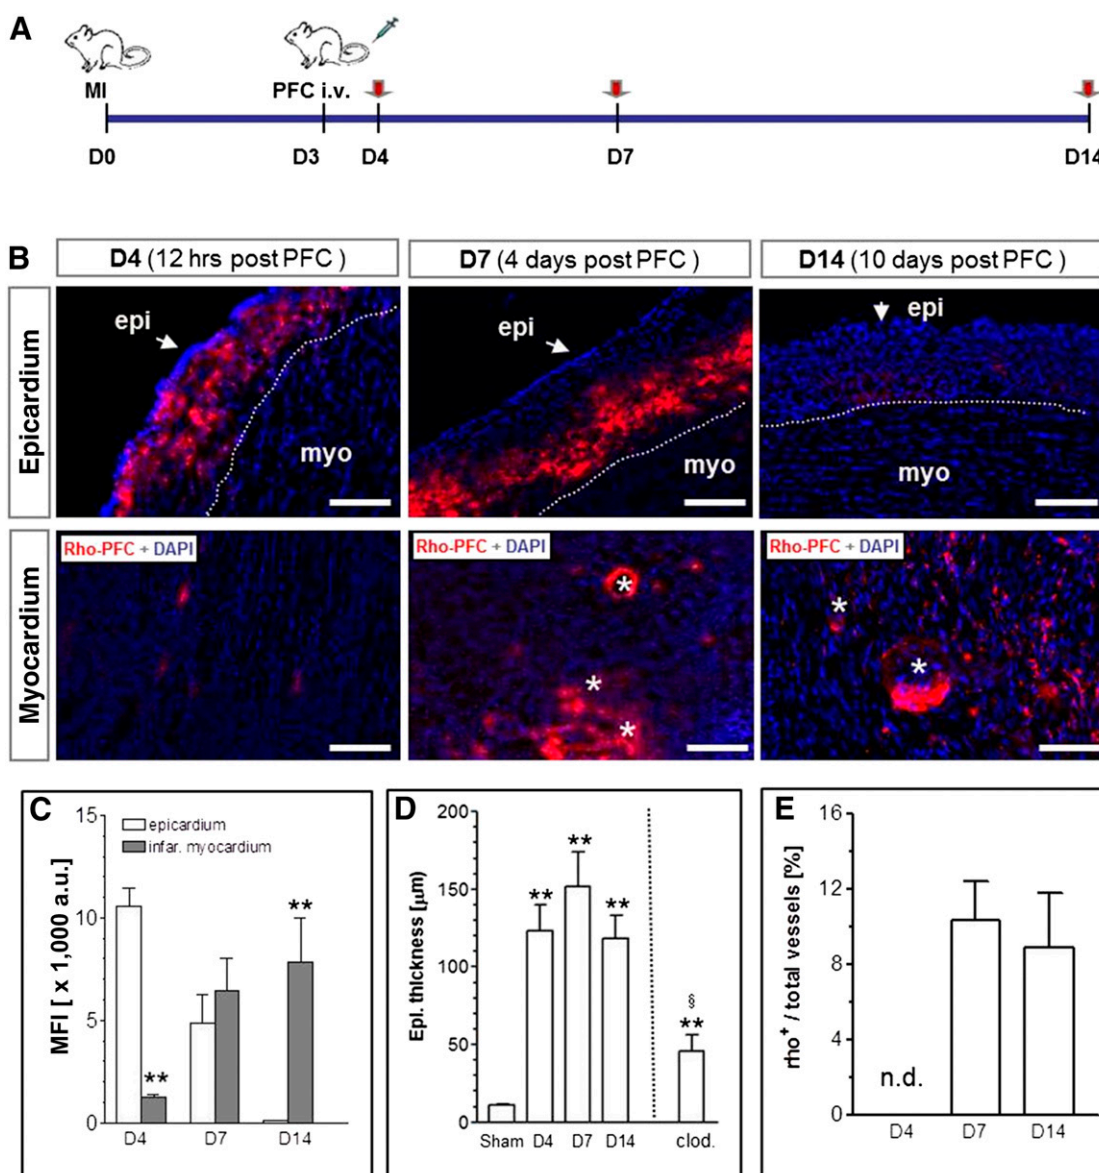 A
MI
PFC i.v.
D0
D3
D4
D7
D14
B
D4 (12 hrs post PFC )
D7 (4 days post PFC )
D14 (10 days post PFC )
Epicardium
epi
myo
epi
myo
epi
myo
Myocardium
Rho-PFC + DAPI
Rho-PFC + DAPI
*
*
*
Rho-PFC + DAPI
*
*
C
MFI [ x 1,000 a.u.]
15
10
5
0
epicardium
infar. myocardium
**
**
D4
D7
D14
D
Epl. thickness [µm]
200
150
100
50
0
**
**
**
§
**
Sham
D4
D7
D14
clod.
E
rho+ / total vessels [%]
16
12
8
4
0
n.d.
D4
D7
D14